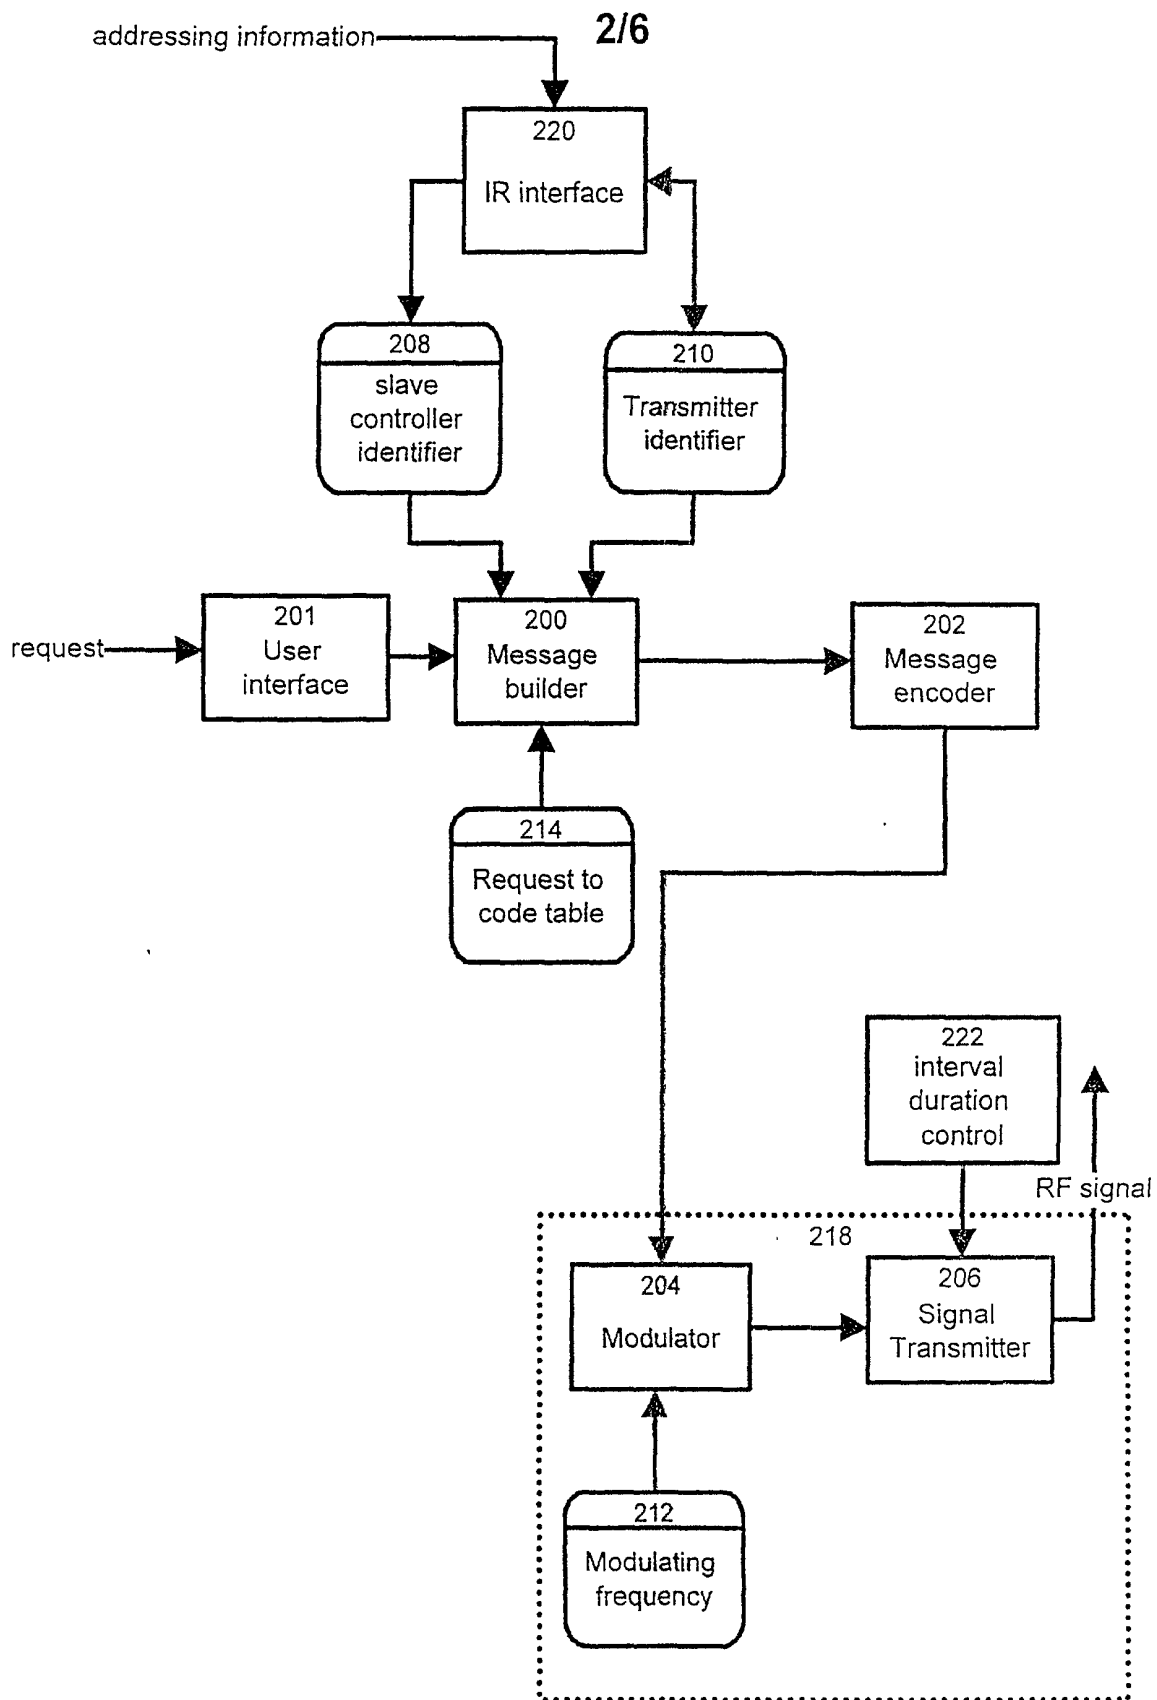 2/6
addressing information
220
IR interface
208
slave
controller
identifier
210
Transmitter
identifier
request
201
User
interface
200
Message
builder
202
Message
encoder
214
Request to
code table
222
interval
duration
control
RF signal
218
204
Modulator
206
Signal
Transmitter
212
Modulating
frequency